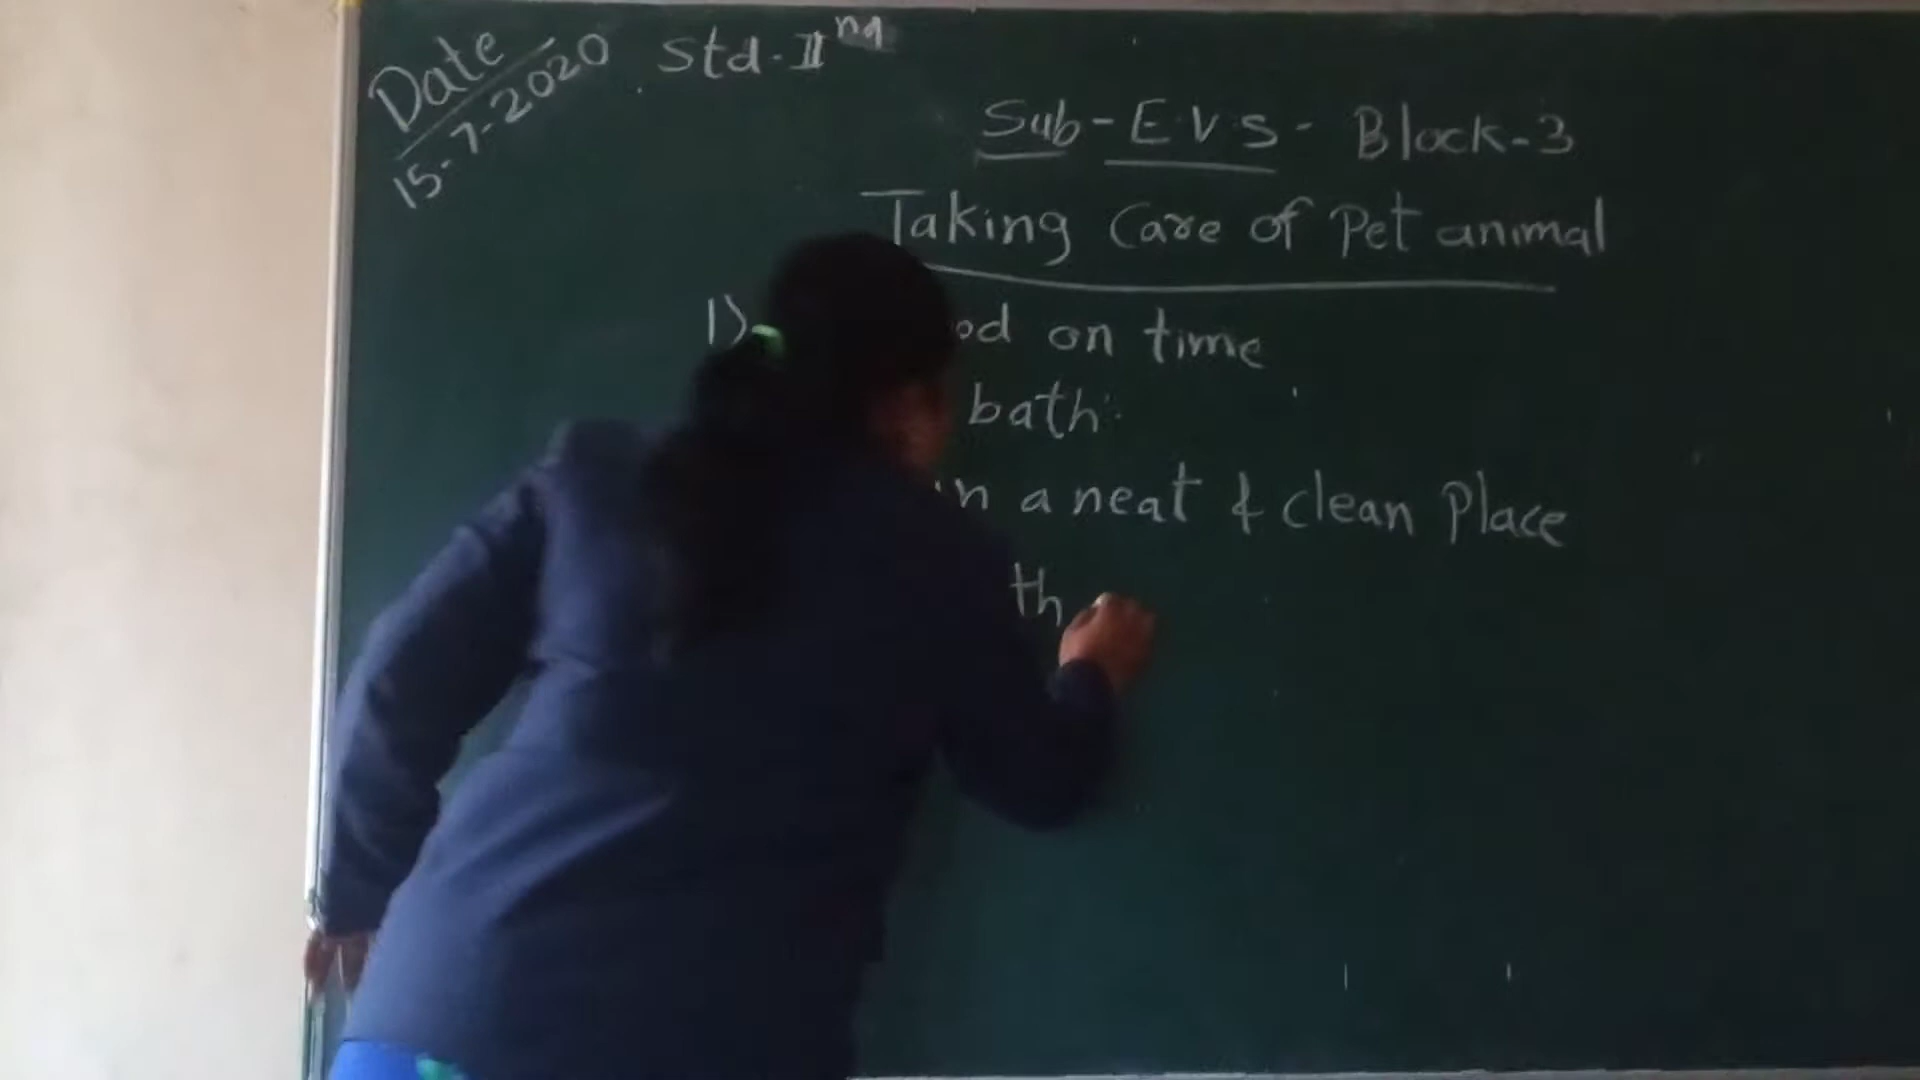 Date
15-7-2020
Std-IInd
Sub-E.V.S- Block-3
Taking Care of Pet animal
1) od on time
bath
in a neat & clean Place
th